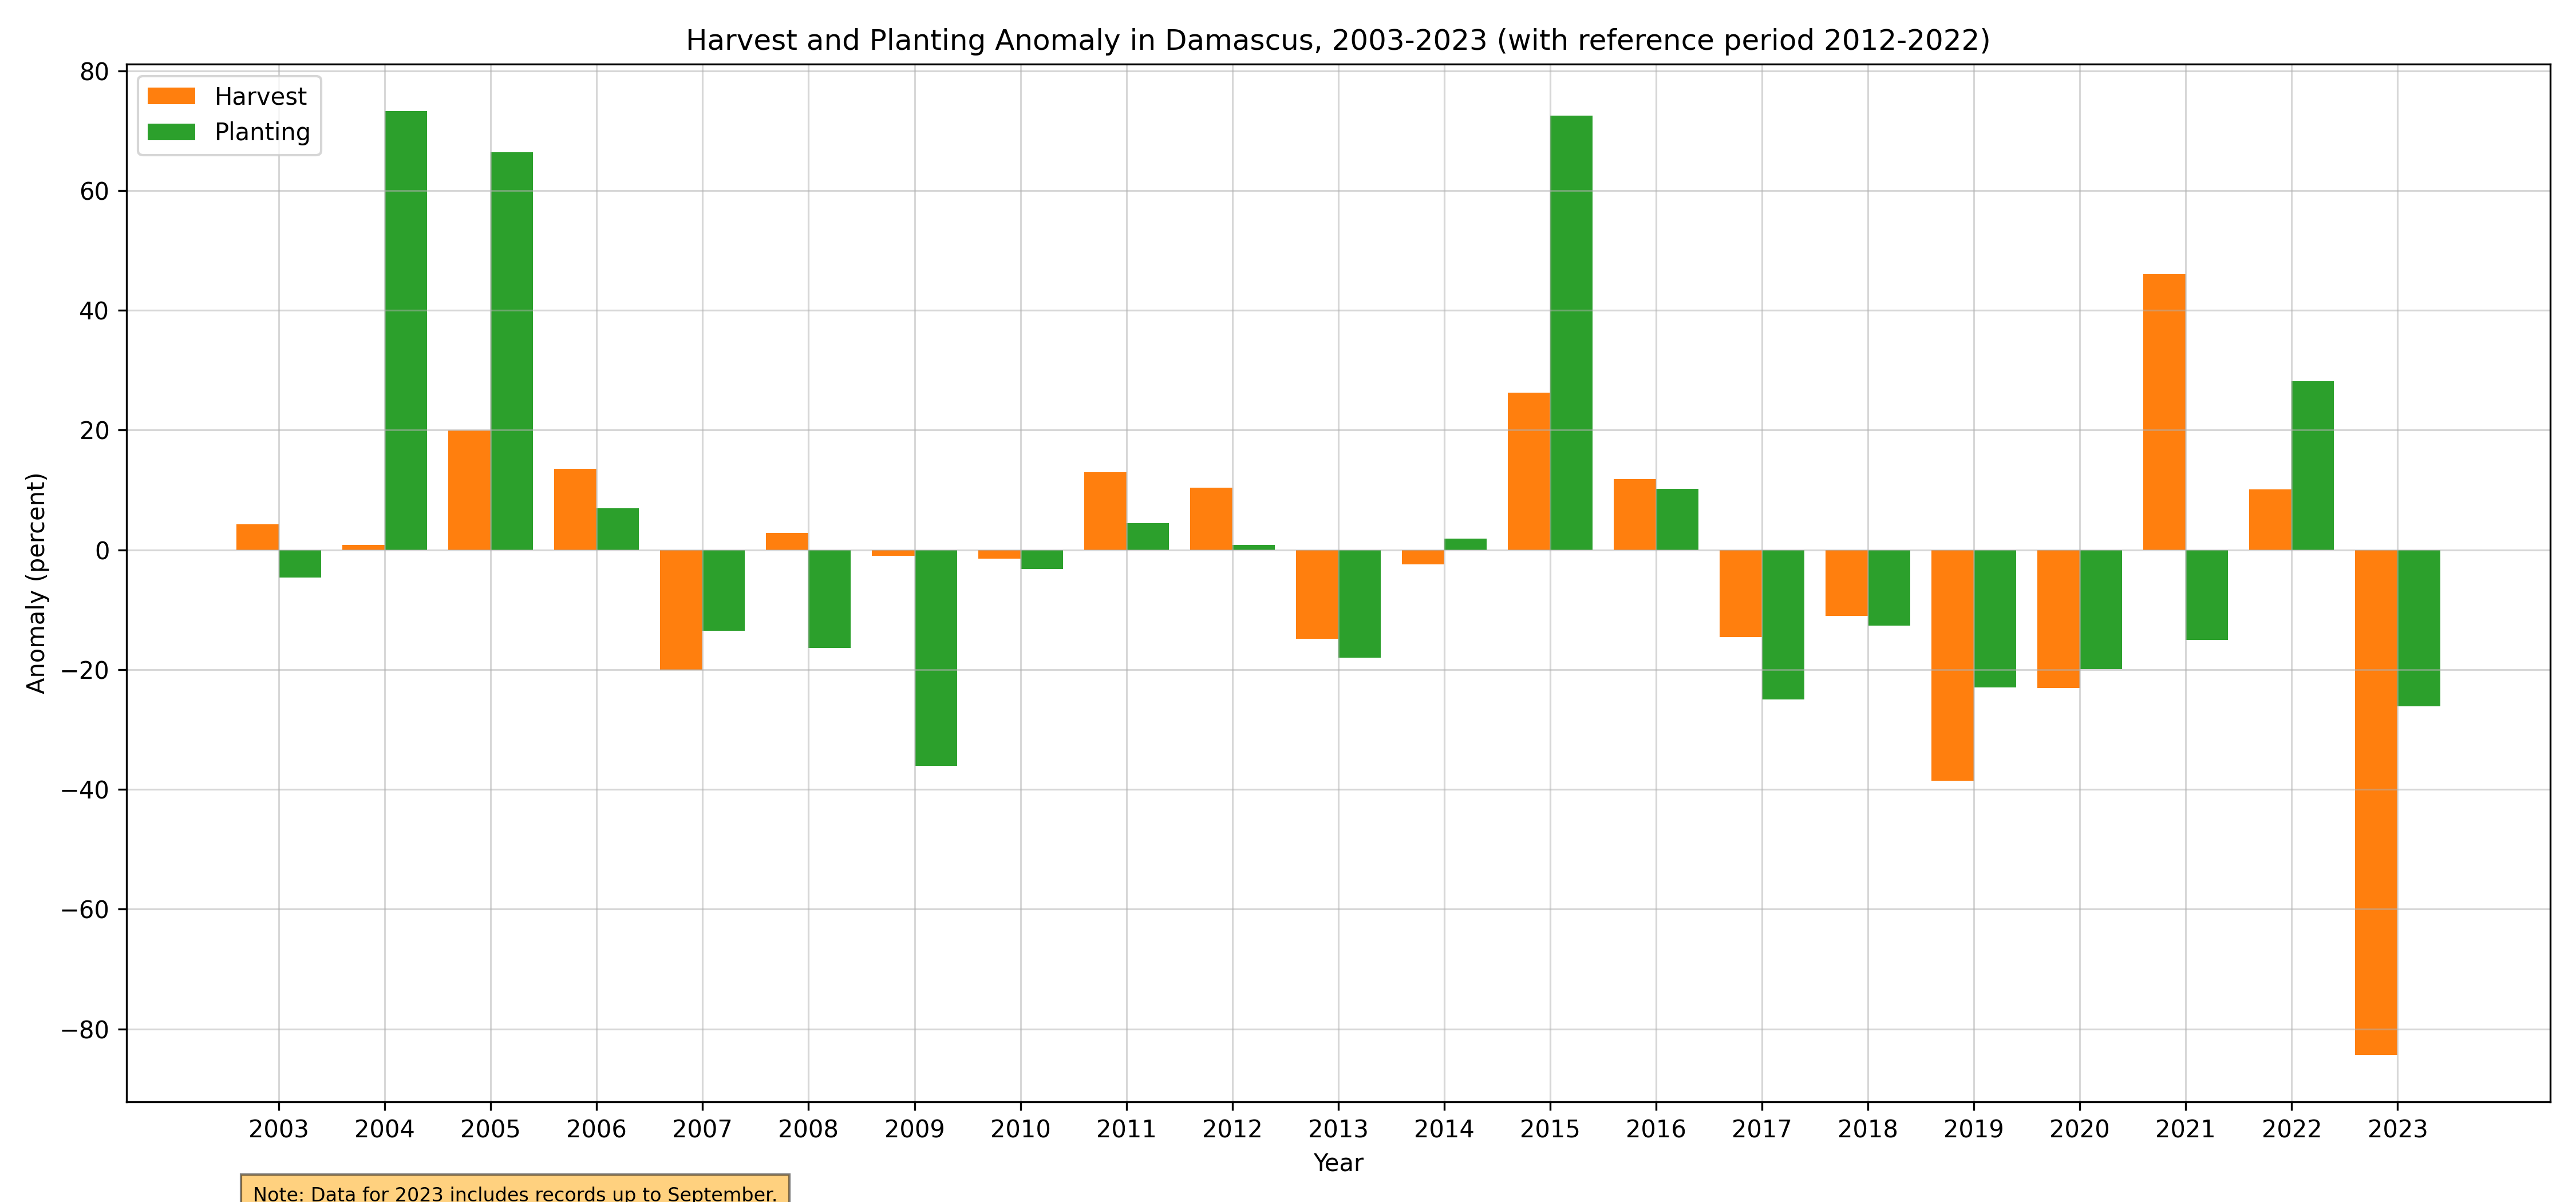 Harvest and Planting Anomaly in Damascus, 2003-2023 (with reference period 2012-2022)
Harvest
Planting
80
60
40
20
0
−20
−40
−60
−80
Anomaly (percent)
2003 2004 2005 2006 2007 2008 2009 2010 2011 2012 2013 2014 2015 2016 2017 2018 2019 2020 2021 2022 2023
Year
Note: Data for 2023 includes records up to September.